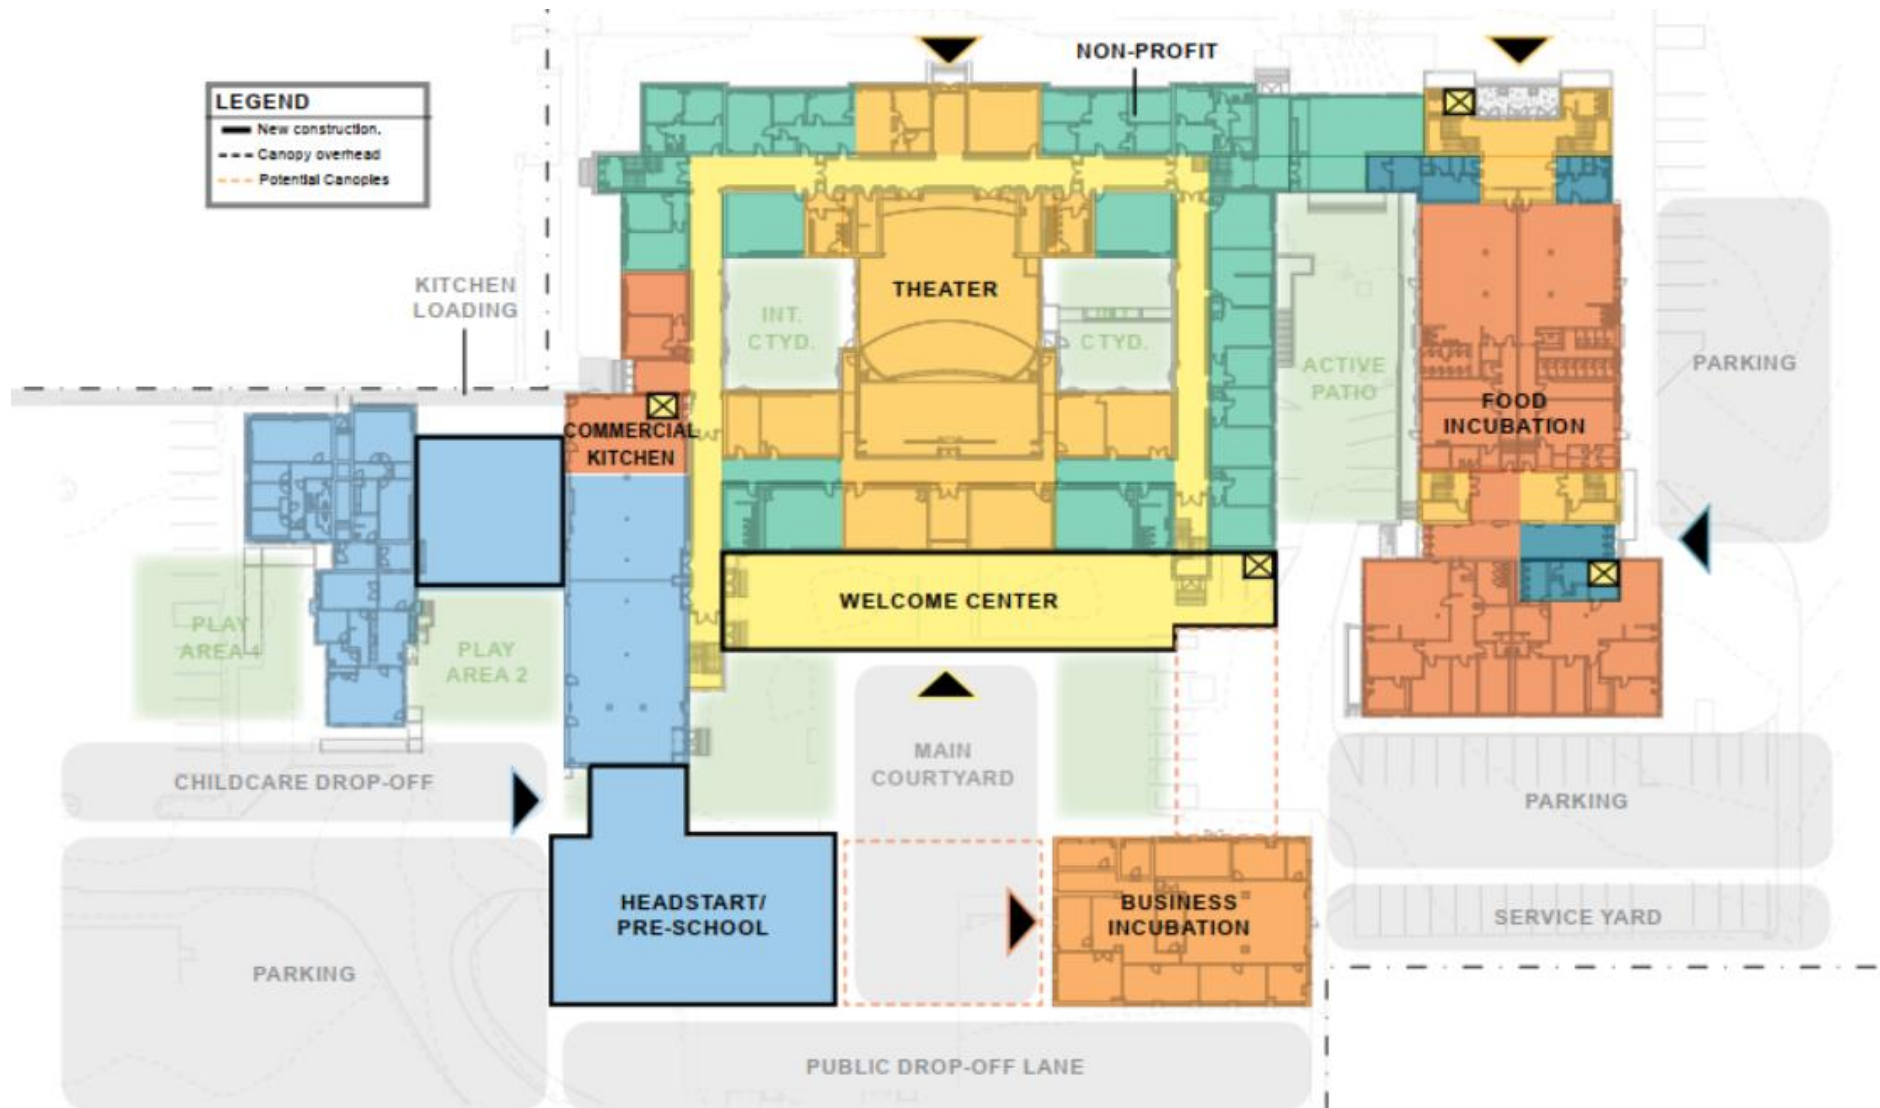 NON-PROFIT
LEGEND
New construction.
Canopy overhead
Potential Canopies
KITCHEN
LOADING
THEATER
INT.
CTYD.
CTYD.
ACTIVE
PATIO
PARKING
FOOD
INCUBATION
COMMERCIAL
KITCHEN
WELCOME CENTER
PLAY
AREA 1
PLAY
AREA 2
MAIN
COURTYARD
CHILDCARE DROP-OFF
PARKING
HEADSTART/
PRE-SCHOOL
BUSINESS
INCUBATION
SERVICE YARD
PARKING
PUBLIC DROP-OFF LANE